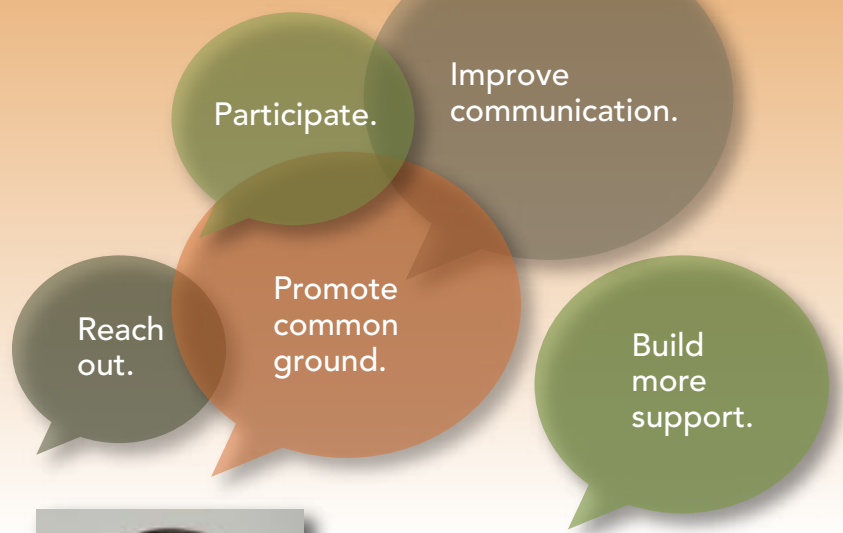 Participate.
Improve
communication.
Promote
common
ground.
Reach
out.
Build
more
support.